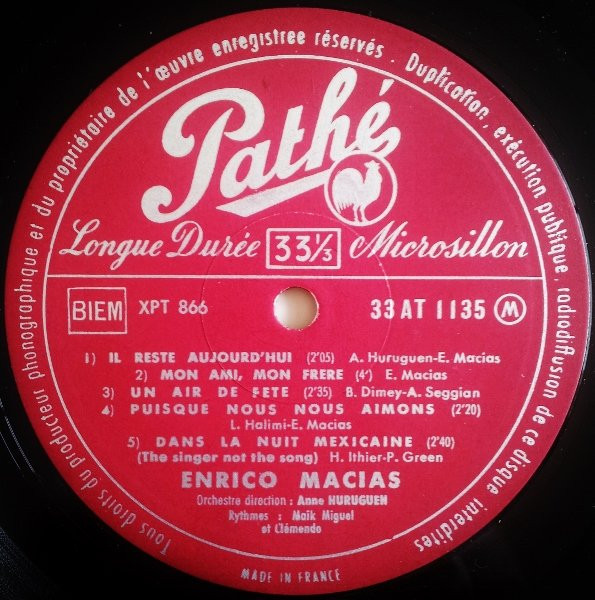 Tous droits du producteur phonographique et du propriétaire de l'œuvre enregistree réservés. Duplication, exécution publique, radiodiffusion de ce disque interdites
Pathé
Longue Durée 33⅓ Microsillon
BIEM XPT 866 33 AT 1135 M
1) IL RESTE AUJOURD'HUI (2'05) A. Huruguen-E. Macias
2) MON AMI, MON FRERE (4') E. Macias
3) UN AIR DE FETE (2'35) B. Dimey-A. Seggian
4) PUISQUE NOUS NOUS AIMONS (2'20)
L. Halimi-E. Macias
5) DANS LA NUIT MEXICAINE (2'40)
(The singer not the song) H. Ithier-P. Green
ENRICO MACIAS
Orchestre direction : Anne HURUGUEN
Rythmes : Maïk Miguel
et Clémendo
MADE IN FRANCE